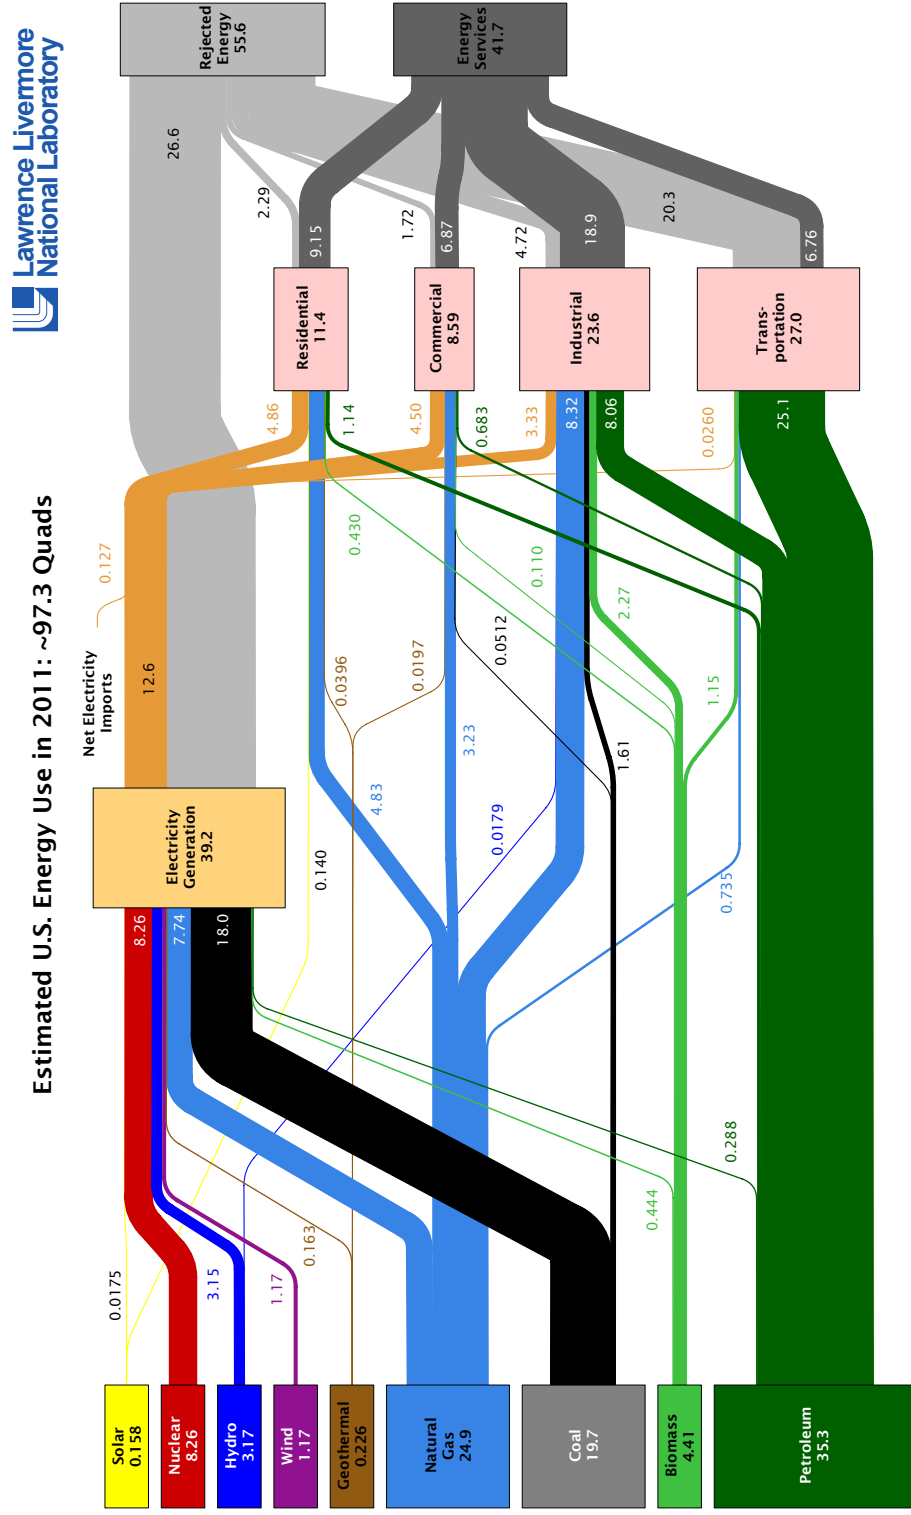 Estimated U.S. Energy Use in 2011: ~97.3 Quads
Lawrence Livermore
National Laboratory
Net Electricity
Imports
0.127
Solar
0.158
Nuclear
8.26
Hydro
3.17
Wind
1.17
Geothermal
0.226
Natural
Gas
24.9
Coal
19.7
Biomass
4.41
Petroleum
35.3
0.0175
3.15
1.17
0.163
0.444
0.288
8.26
7.74
18.0
Electricity
Generation
39.2
0.140
4.83
3.23
0.0179
0.735
12.6
0.0396
0.0197
0.0512
1.61
2.27
1.15
0.430
0.110
4.86
1.14
4.50
0.683
3.33
8.32
8.06
0.0260
25.1
Residential
11.4
Commercial
8.59
Industrial
23.6
Trans-
portation
27.0
26.6
2.29
9.15
1.72
6.87
4.72
18.9
20.3
6.76
Rejected
Energy
55.6
Energy
Services
41.7